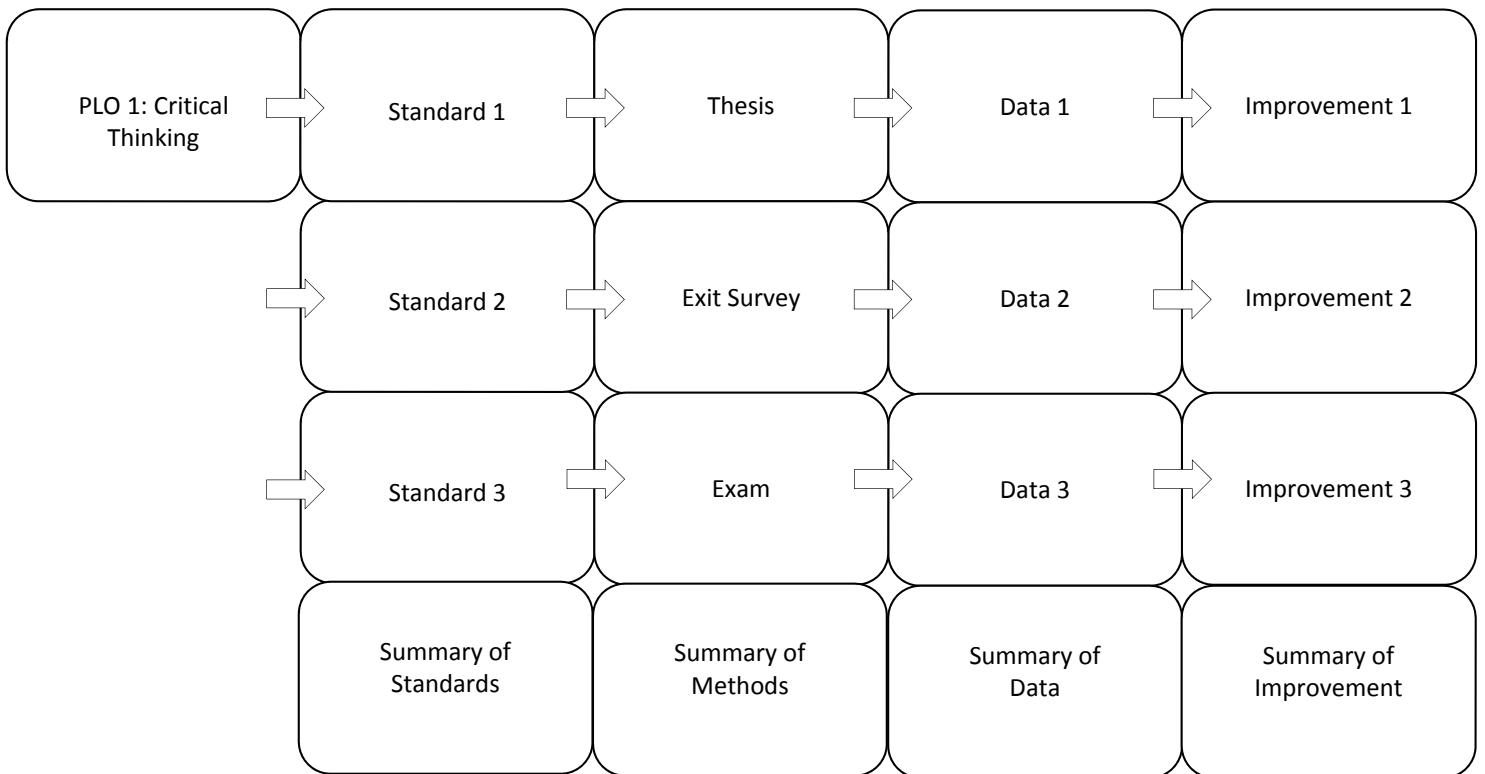 PLO 1: Critical
Thinking
Standard 1
Thesis
Data 1
Improvement 1
Standard 2
Exit Survey
Data 2
Improvement 2
Standard 3
Exam
Data 3
Improvement 3
Summary of
Standards
Summary of
Methods
Summary of
Data
Summary of
Improvement